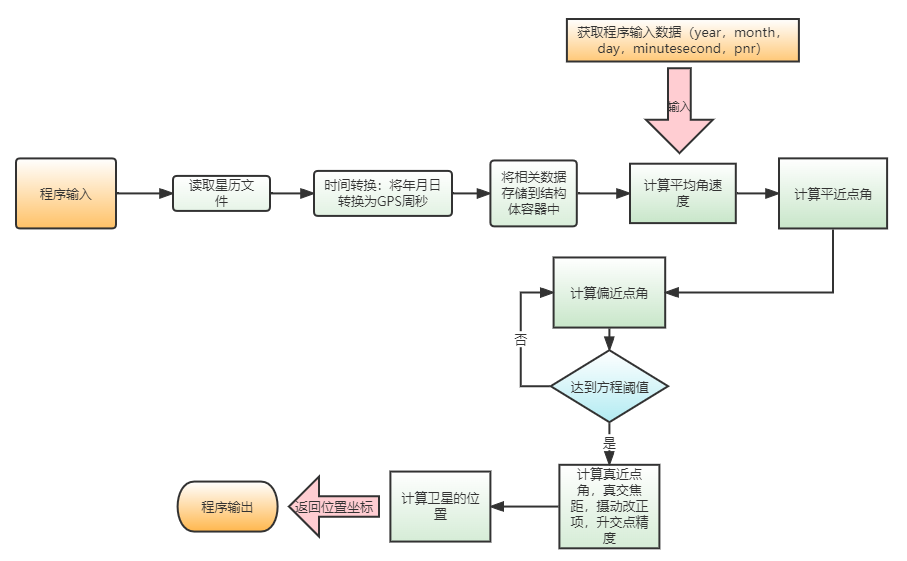 获取程序输入数据（year，month，
day，minutesecond，pnr）
输入
程序输入
读取星历文
件
时间转换：将年月日
转换为GPS周秒
将相关数据
存储到结构
体容器中
计算平均角速
度
计算平近点角
计算偏近点角
否
达到方程阈值
是
计算真近点
角，真交焦
距，摄动改正
项，升交点精
度
计算卫星的位
置
返回位置坐标
程序输出